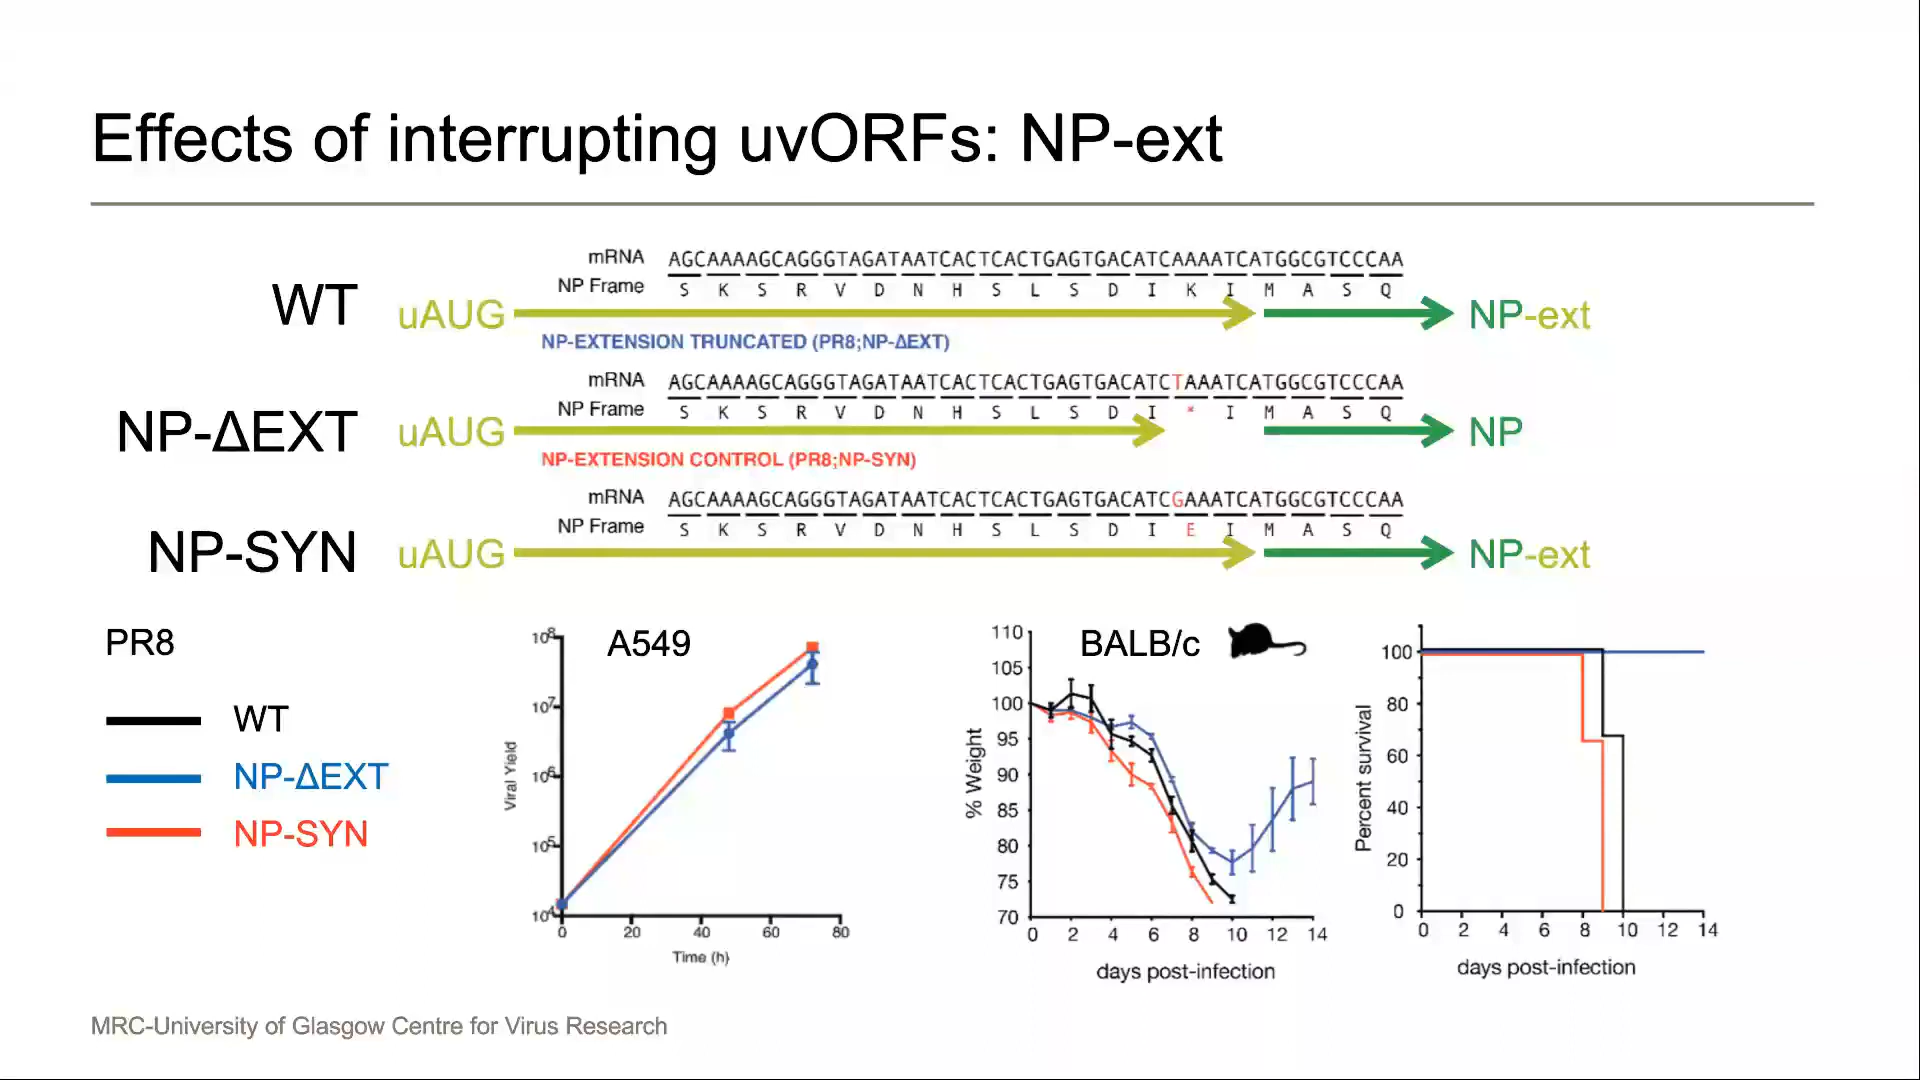 Effects of interrupting uvORFs: NP-ext
mRNA AGCAAAAGCAGGGTAGATAATCACTCACTGAGTGACATCAAAATCATGGCGTCCCAA
NP Frame S K S R V D N H S L S D I K I M A S Q
WT uAUG NP-ext
NP-EXTENSION TRUNCATED (PR8;NP-ΔEXT)
mRNA AGCAAAAGCAGGGTAGATAATCACTCACTGAGTGACATCTAAATCATGGCGTCCCAA
NP Frame S K S R V D N H S L S D I * I M A S Q
NP-ΔEXT uAUG NP
NP-EXTENSION CONTROL (PR8;NP-SYN)
mRNA AGCAAAAGCAGGGTAGATAATCACTCACTGAGTGACATCGAAATCATGGCGTCCCAA
NP Frame S K S R V D N H S L S D I E I M A S Q
NP-SYN uAUG NP-ext
PR8
WT
NP-ΔEXT
NP-SYN
A549
Viral Yield
10⁸
10⁷
10⁶
10⁵
10⁴
0 20 40 60 80
Time (h)
BALB/c
% Weight
110
105
100
95
90
85
80
75
70
0 2 4 6 8 10 12 14
days post-infection
Percent survival
100
80
60
40
20
0
0 2 4 6 8 10 12 14
days post-infection
MRC-University of Glasgow Centre for Virus Research